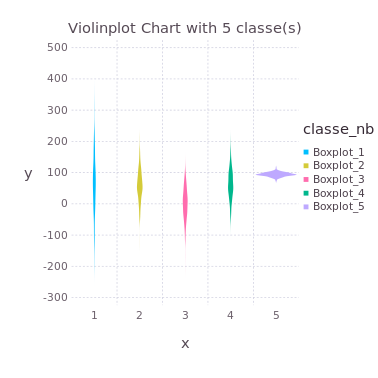 Violinplot Chart with 5 classe(s)
500
400
300
200
100
0
-100
-200
-300
y
1 2 3 4 5
x
classe_nb
Boxplot_1
Boxplot_2
Boxplot_3
Boxplot_4
Boxplot_5